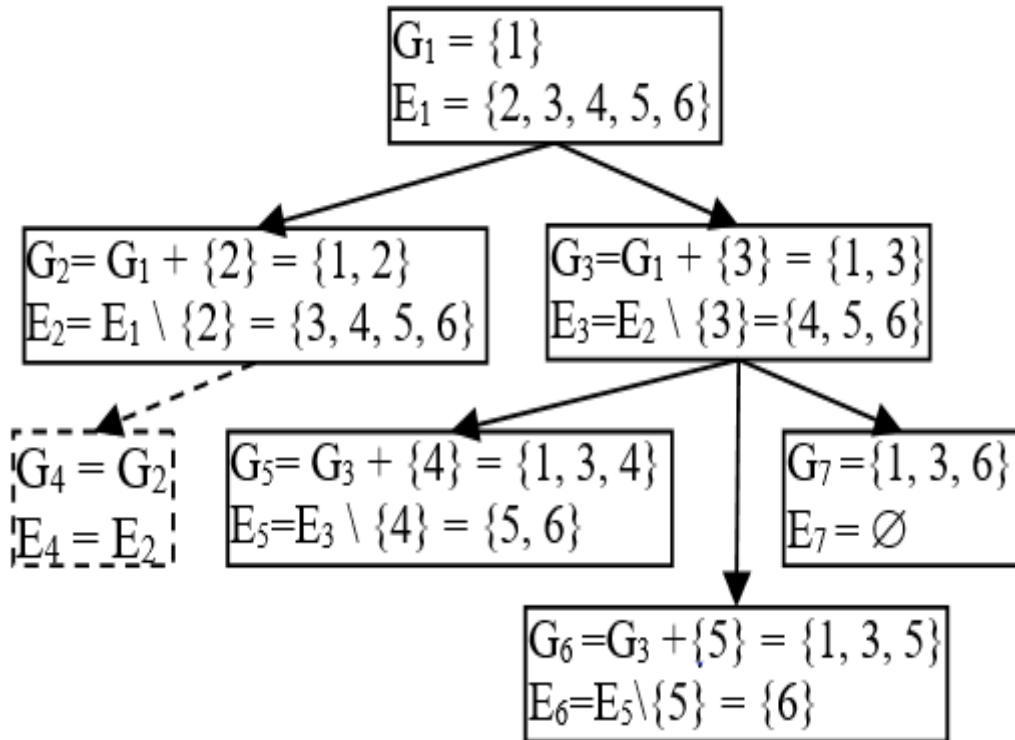 G₁ = {1}
E₁ = {2, 3, 4, 5, 6}
G₂= G₁ + {2} = {1, 2}
E₂= E₁ \ {2} = {3, 4, 5, 6}
G₃=G₁ + {3} = {1, 3}
E₃=E₂ \ {3}={4, 5, 6}
G₄ = G₂
E₄ = E₂
G₅= G₃ + {4} = {1, 3, 4}
E₅=E₃ \ {4} = {5, 6}
G₇ ={1, 3, 6}
E₇ = ∅
G₆ =G₃ +{5} = {1, 3, 5}
E₆=E₅\{5} = {6}